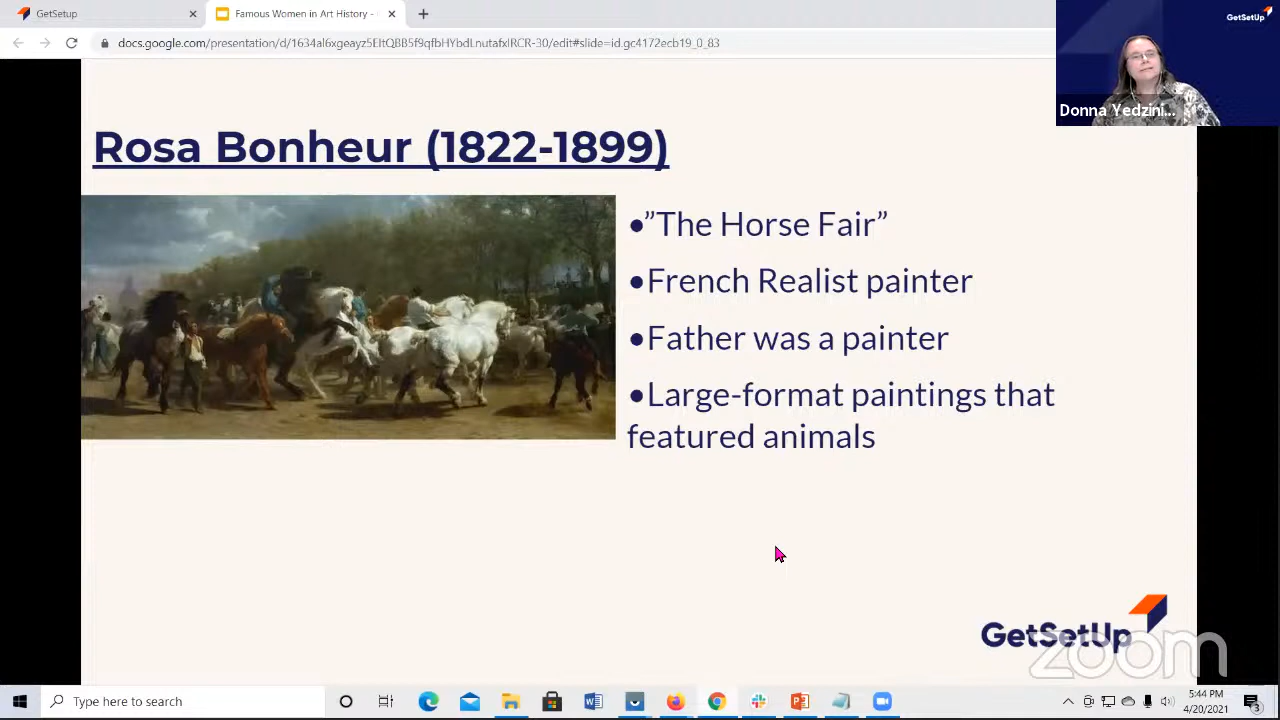 GetSetup
Famous Women in Art History -
GetSetUp
docs.google.com/presentation/d/
edit#slide=id.gc4172ecb19_0_83
Donna Yedzini...
Rosa Bonheur (1822-1899)
•”The Horse Fair”
•French Realist painter
•Father was a painter
•Large-format paintings that
featured animals
GetSetUp
zoom
Type here to search
5:44 PM
4/20/2021
3